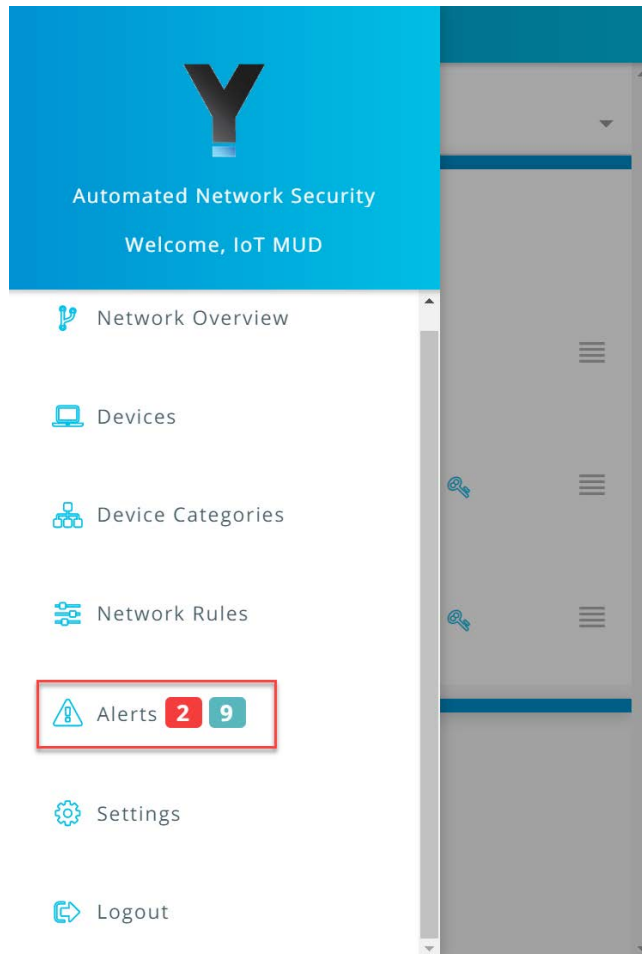 Y
Automated Network Security
Welcome, IoT MUD
Network Overview
Devices
Device Categories
Network Rules
Alerts 2 9
Settings
Logout